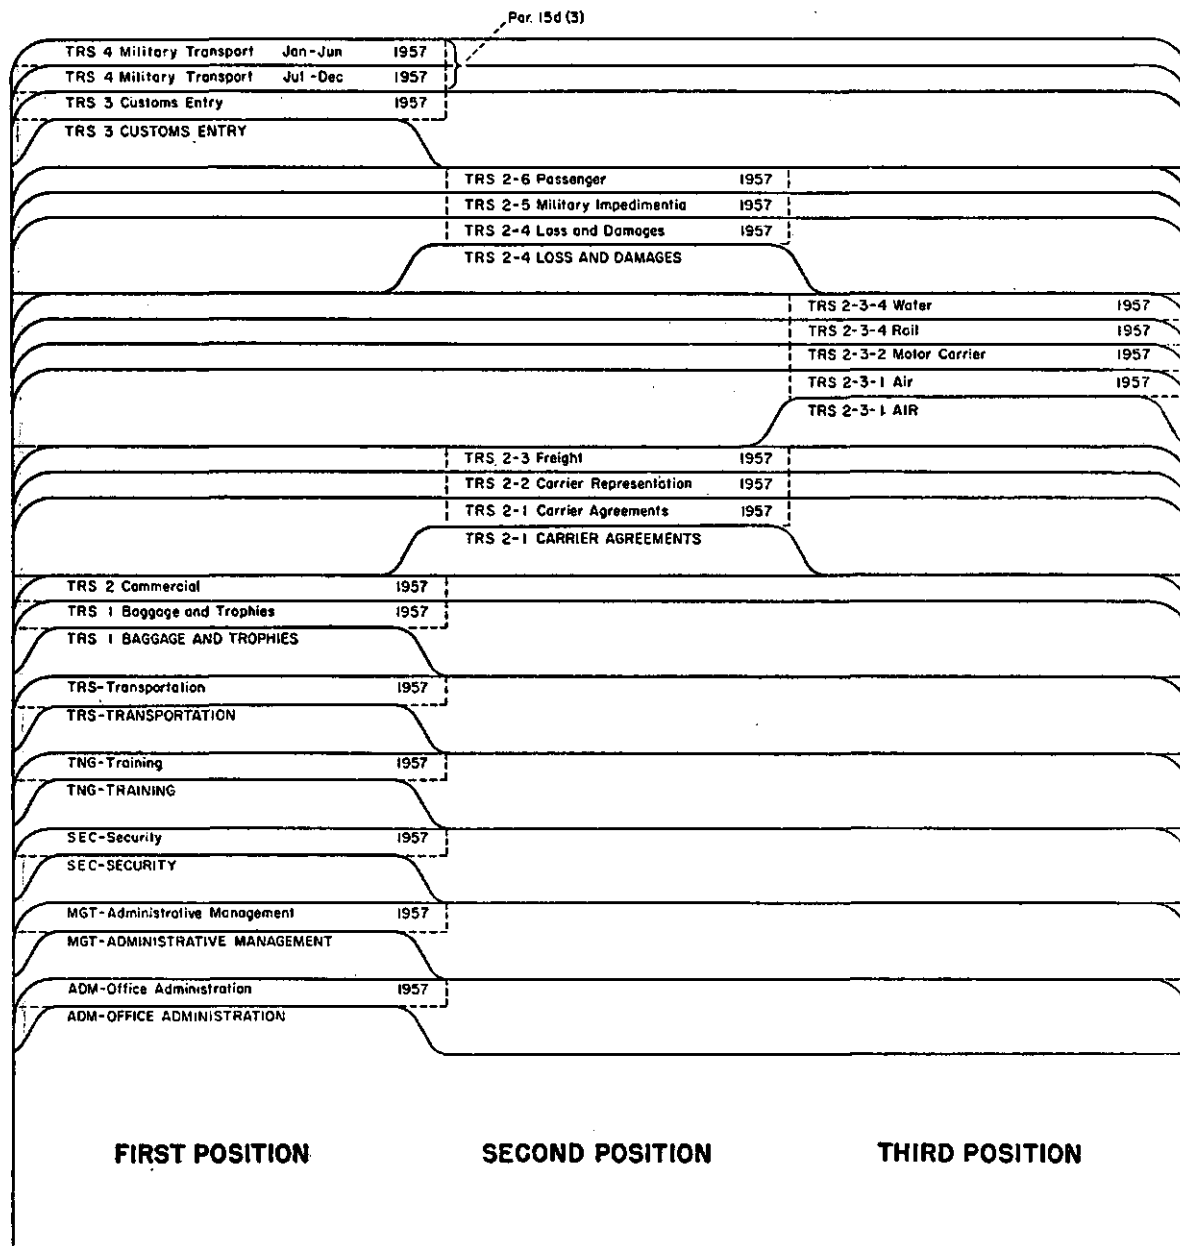 Par. 15d (3)
TRS 4 Military Transport Jan-Jun 1957
TRS 4 Military Transport Jul-Dec 1957
TRS 3 Customs Entry 1957
TRS 3 CUSTOMS ENTRY
TRS 2-6 Passenger 1957
TRS 2-5 Military Impedimentia 1957
TRS 2-4 Loss and Damages 1957
TRS 2-4 LOSS AND DAMAGES
TRS 2-3-4 Water 1957
TRS 2-3-4 Rail 1957
TRS 2-3-2 Motor Carrier 1957
TRS 2-3-1 Air 1957
TRS 2-3-1 AIR
TRS 2-3 Freight 1957
TRS 2-2 Carrier Representation 1957
TRS 2-1 Carrier Agreements 1957
TRS 2-1 CARRIER AGREEMENTS
TRS 2 Commercial 1957
TRS 1 Baggage and Trophies 1957
TRS 1 BAGGAGE AND TROPHIES
TRS-Transportation 1957
TRS-TRANSPORTATION
TNG-Training 1957
TNG-TRAINING
SEC-Security 1957
SEC-SECURITY
MGT-Administrative Management 1957
MGT-ADMINISTRATIVE MANAGEMENT
ADM-Office Administration 1957
ADM-OFFICE ADMINISTRATION
FIRST POSITION SECOND POSITION THIRD POSITION